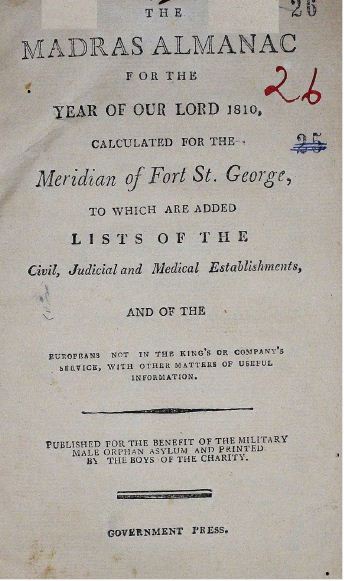 26
THE
MADRAS ALMANAC
FOR THE
26
YEAR OF OUR LORD 1810,
CALCULATED FOR THE
25
Meridian of Fort St. George,
TO WHICH ARE ADDED
LISTS OF THE
Civil, Judicial and Medical Establishments,
AND OF THE
EUROPEANS NOT IN THE KING'S OR COMPANY'S
SERVICE, WITH OTHER MATTERS OF USEFUL
INFORMATION.
PUBLISHED FOR THE BENEFIT OF THE MILITARY
MALE ORPHAN ASYLUM AND PRINTED
BY THE BOYS OF THE CHARITY.
GOVERNMENT PRESS.